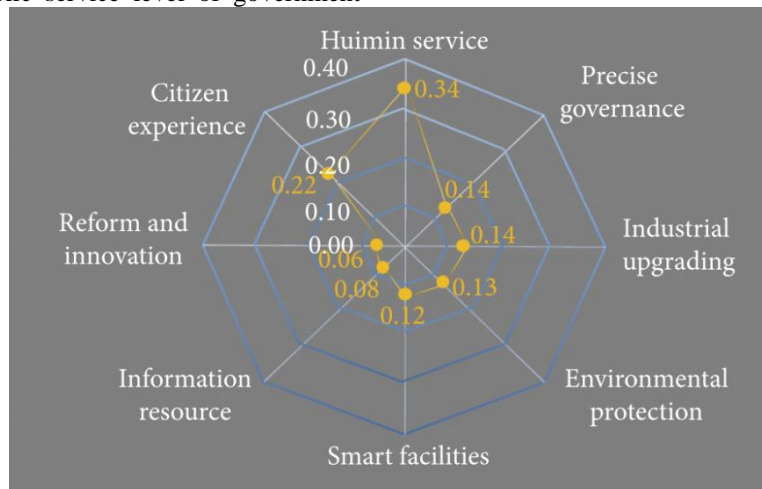 The service level of government
Huimin service
0.40
0.34
Precise
governance
Citizen
experience
0.30
0.20
0.22
0.14
0.10
Reform and
innovation
0.00
0.14
Industrial
upgrading
0.06
0.08
0.13
0.12
Information
resource
Environmental
protection
Smart facilities